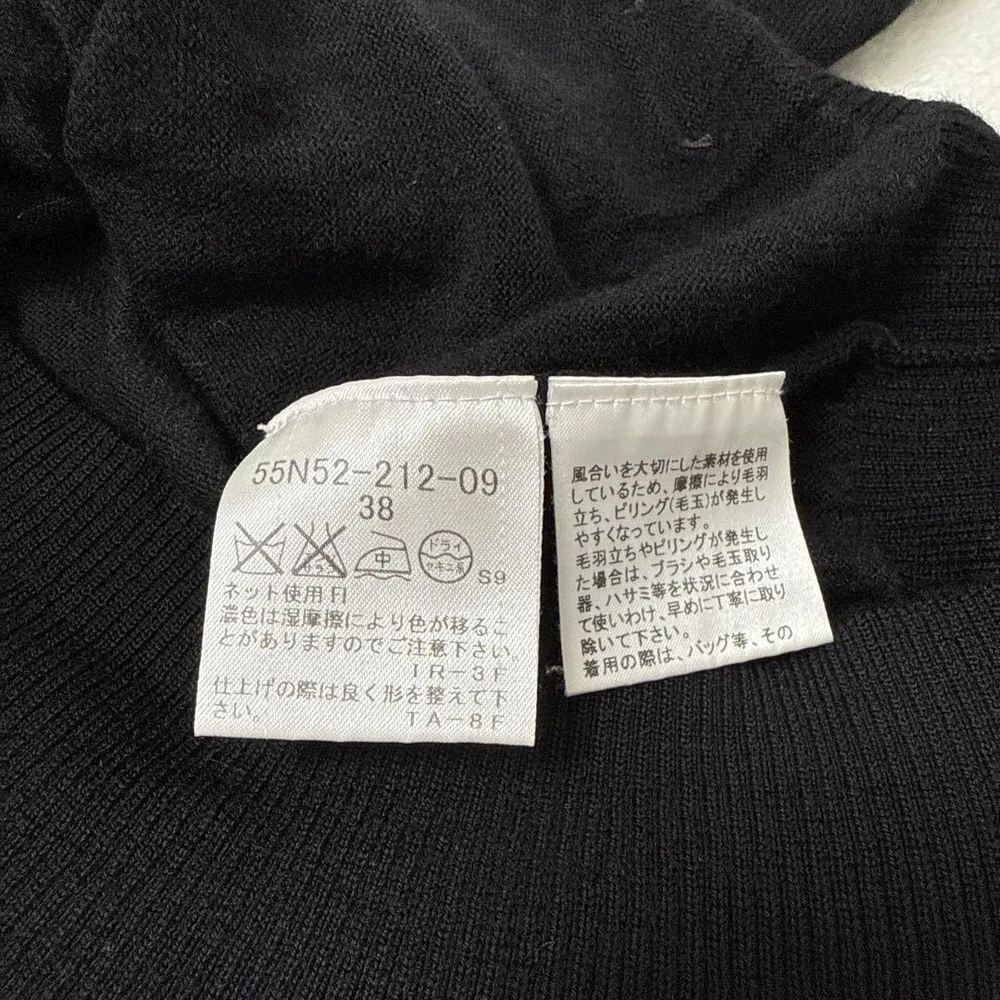 55N52-212-09
38
中
ドライ
S9
ネット使用 FI
濃色は湿摩擦により色が移るこ
とがありますのでご注意下さい。
IR-3F
仕上げの際は良く形を整えて下
さい。
TA-8F
風合いを大切にした素材を使用
しているため、摩擦により毛羽
立ち、ピリング(毛玉)が発生し
やすくなっています。
毛羽立ちやピリングが発生し
た場合は、ブラシや毛玉取り
器、ハサミ等を状況に合わせ
て使いわけ、早めに丁寧に取り
除いて下さい。
着用の際は、バッグ等、その